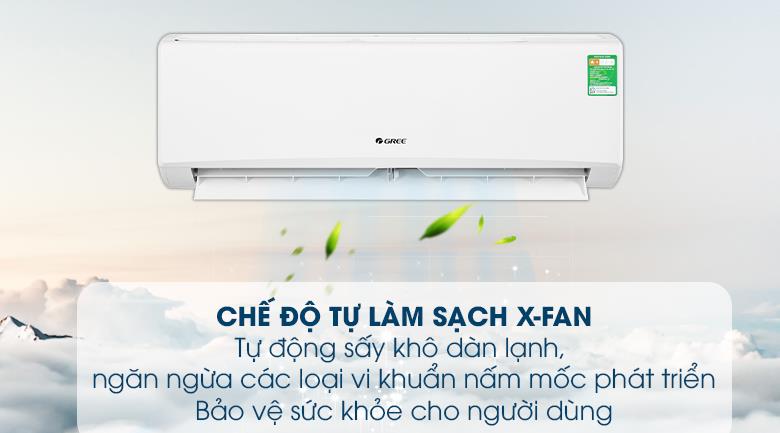 GREE
CHẾ ĐỘ TỰ LÀM SẠCH X-FAN
Tự động sấy khô dàn lạnh,
ngăn ngừa các loại vi khuẩn nấm mốc phát triển
Bảo vệ sức khỏe cho người dùng